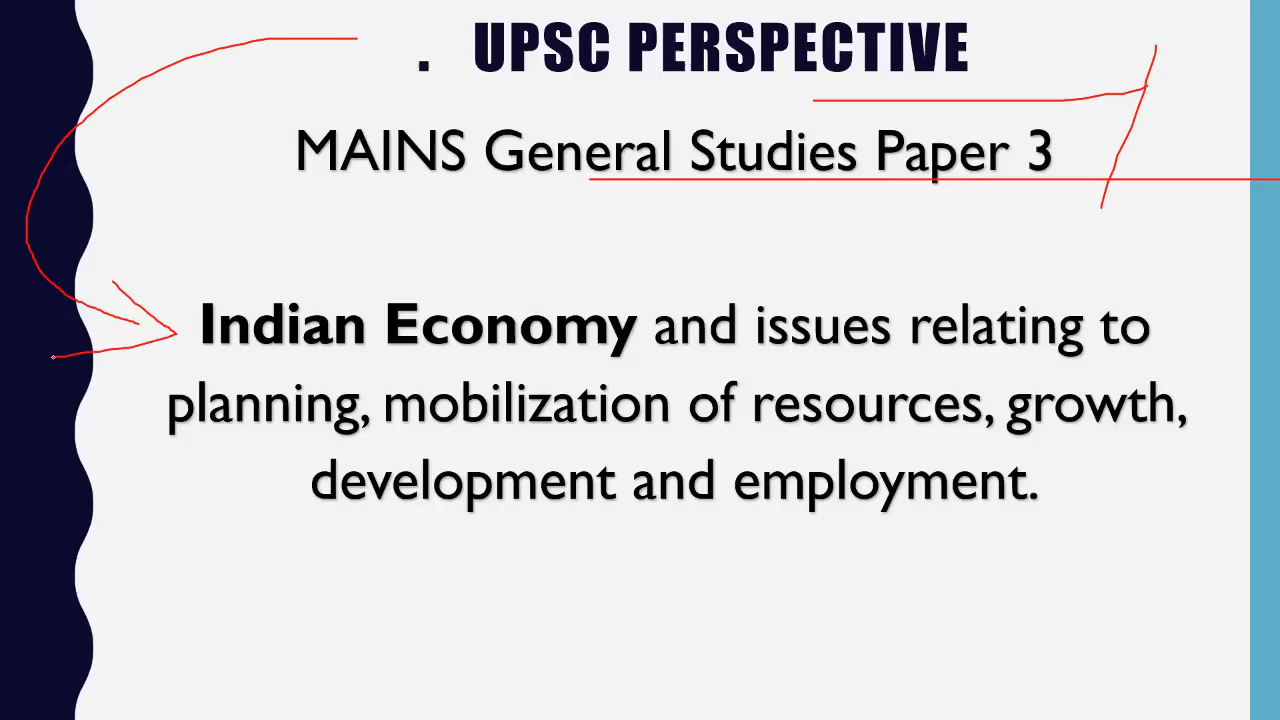 . UPSC PERSPECTIVE
MAINS General Studies Paper 3
Indian Economy and issues relating to
planning, mobilization of resources, growth,
development and employment.